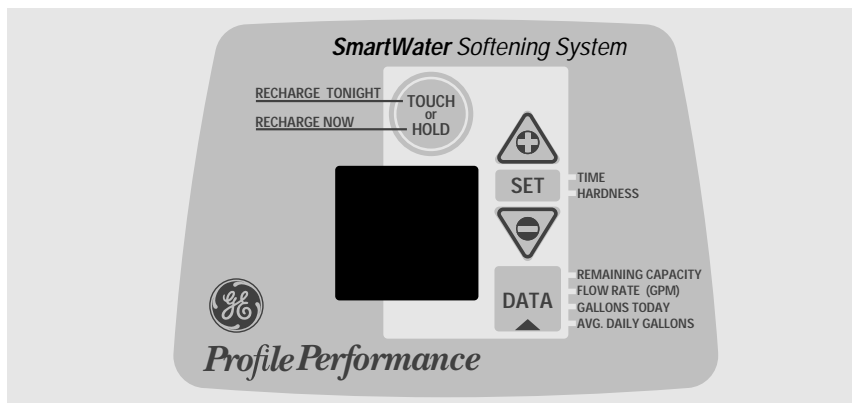 SmartWater Softening System
RECHARGE TONIGHT
RECHARGE NOW
TOUCH
or
HOLD
SET
TIME
HARDNESS
DATA
REMAINING CAPACITY
FLOW RATE (GPM)
GALLONS TODAY
AVG. DAILY GALLONS
GE
Profile Performance